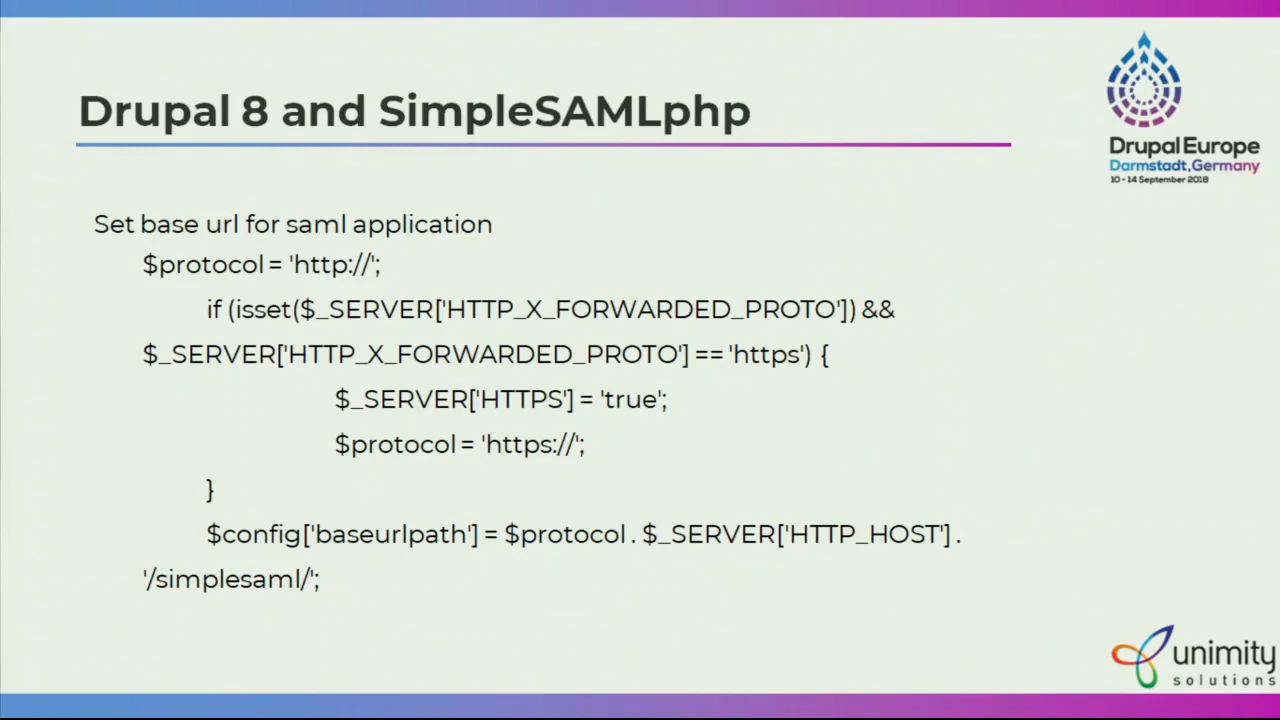 Drupal 8 and SimpleSAMLphp
Drupal Europe
Darmstadt, Germany
10 - 14 September 2018
Set base url for saml application
$protocol = 'http://';
if (isset($_SERVER['HTTP_X_FORWARDED_PROTO']) &&
$_SERVER['HTTP_X_FORWARDED_PROTO'] == 'https') {
$_SERVER['HTTPS'] = 'true';
$protocol = 'https://';
}
$config['baseurlpath'] = $protocol . $_SERVER['HTTP_HOST'] .
'/simplesaml/';
unimity
solutions